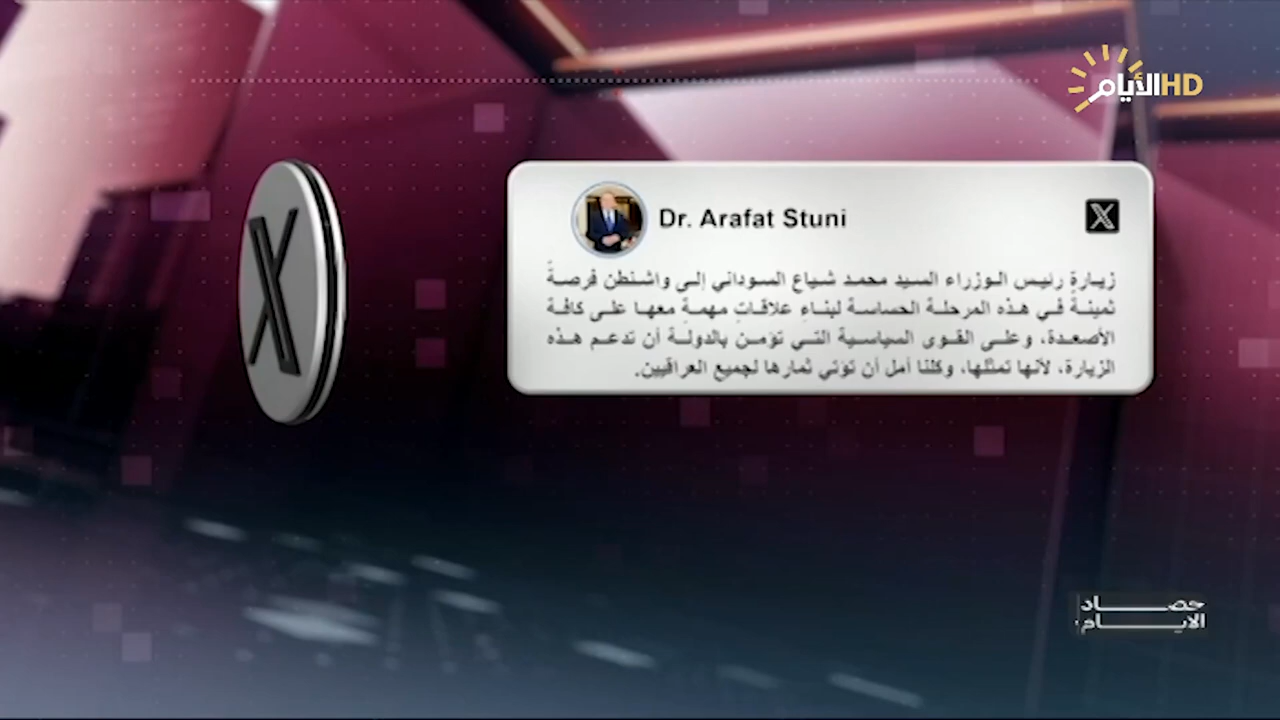 الأيام HD
Dr. Arafat Stuni
زيارة رئيس الوزراء السيد محمد شياع السوداني إلى واشنطن فرصةً
ثمينةً في هذه المرحلة الحساسة لبناءِ علاقاتٍ مهمةٍ معها على كافة
الأصعدة، وعلى القوى السياسية التي تؤمن بالدولة أن تدعم هذه
الزيارة، لأنها تمثلها، وكلنا أمل أن تؤتي ثمارها لجميع العراقيين.
حصاد
الايام